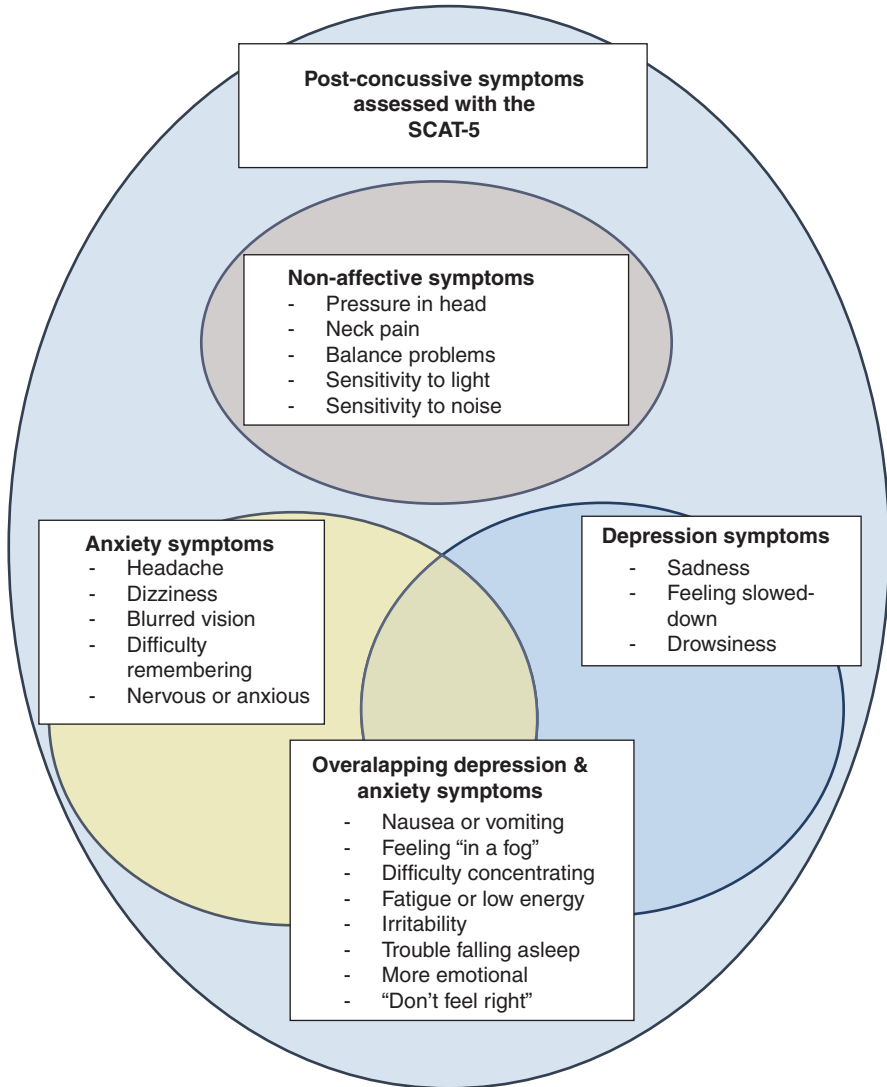 Post-concussive symptoms
assessed with the
SCAT-5
Non-affective symptoms
- Pressure in head
- Neck pain
- Balance problems
- Sensitivity to light
- Sensitivity to noise
Anxiety symptoms
- Headache
- Dizziness
- Blurred vision
- Difficulty
remembering
- Nervous or anxious
Depression symptoms
- Sadness
- Feeling slowed-
down
- Drowsiness
Overalapping depression &
anxiety symptoms
- Nausea or vomiting
- Feeling “in a fog”
- Difficulty concentrating
- Fatigue or low energy
- Irritability
- Trouble falling asleep
- More emotional
- “Don’t feel right”